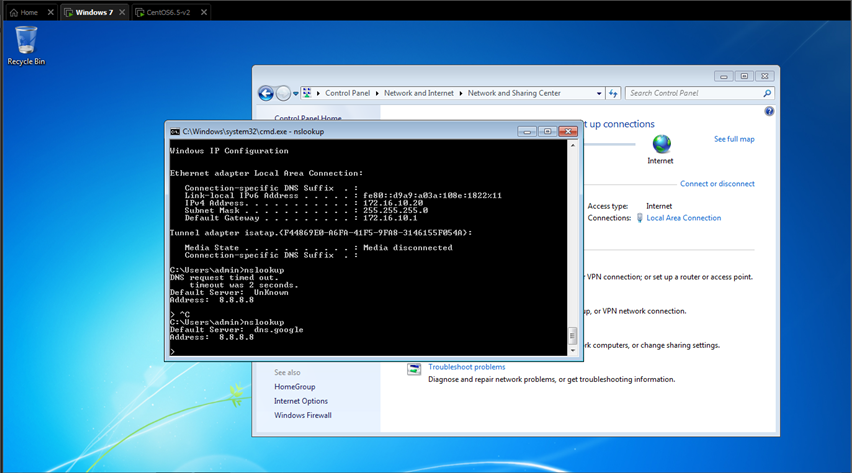 Home
Windows 7
CentOS6.5-v2
Recycle Bin
Control Panel
Network and Internet
Network and Sharing Center
Search Control Panel
Control Panel Home
t up connections
See full map
Internet
Connect or disconnect
Access type: Internet
Connections: Local Area Connection
VPN connection; or set up a router or access point.
up, or VPN network connection.
rk computers, or change sharing settings.
Troubleshoot problems
Diagnose and repair network problems, or get troubleshooting information.
See also
HomeGroup
Internet Options
Windows Firewall
C:\Windows\system32\cmd.exe - nslookup
Windows IP Configuration
Ethernet adapter Local Area Connection:
Connection-specific DNS Suffix . :
Link-local IPv6 Address . . . . . : fe80::d9a9:a03a:108e:1822%11
IPv4 Address. . . . . . . . . . . : 172.16.10.20
Subnet Mask . . . . . . . . . . . : 255.255.255.0
Default Gateway . . . . . . . . . : 172.16.10.1
Tunnel adapter isatap.{F44869E0-A6FA-41F5-9FA8-3146155F054A}:
Media State . . . . . . . . . . . : Media disconnected
Connection-specific DNS Suffix . :
C:\Users\admin>nslookup
DNS request timed out.
timeout was 2 seconds.
Default Server: UnKnown
Address: 8.8.8.8
> ^C
C:\Users\admin>nslookup
Default Server: dns.google
Address: 8.8.8.8
>